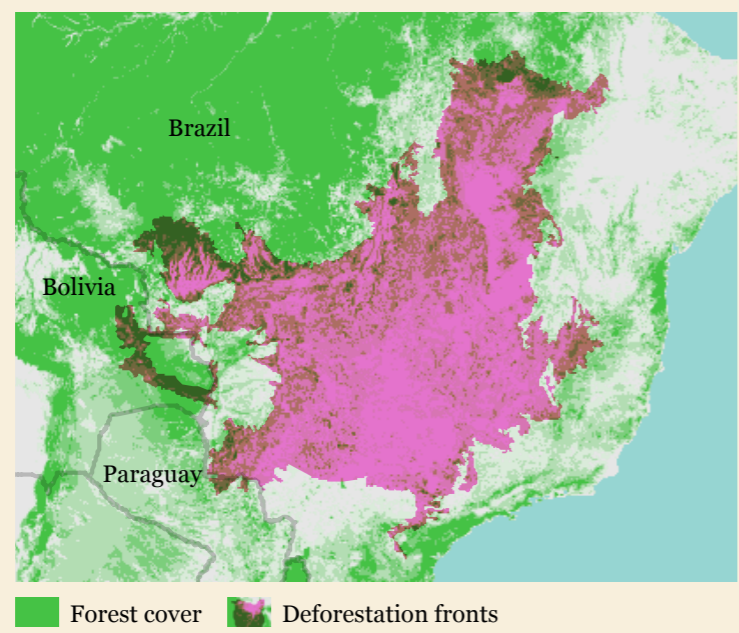 Brazil
Bolivia
Paraguay
Forest cover
Deforestation fronts